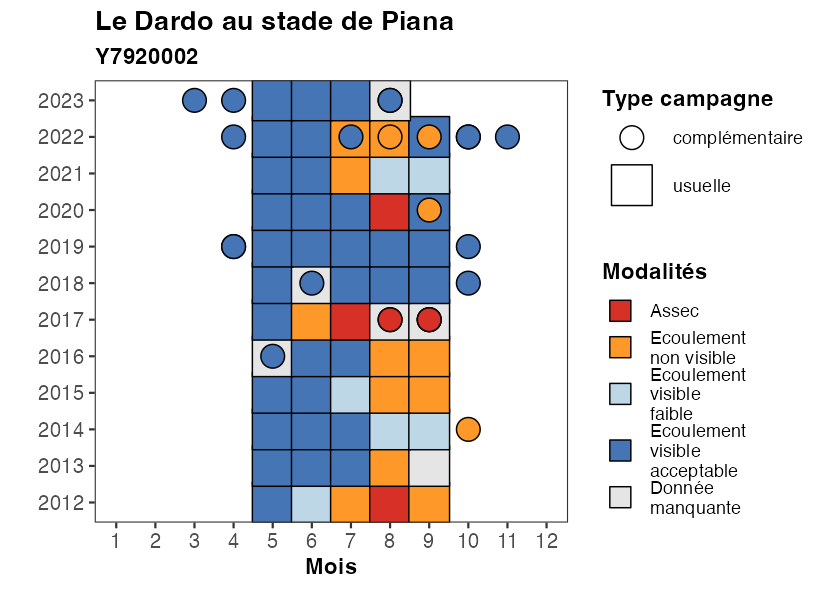 Le Dardo au stade de Piana
Y7920002
2023
2022
2021
2020
2019
2018
2017
2016
2015
2014
2013
2012
1 2 3 4 5 6 7 8 9 10 11 12
Mois
Type campagne
complémentaire
usuelle
Modalités
Assec
Ecoulement
non visible
Ecoulement
visible
faible
Ecoulement
visible
acceptable
Donnée
manquante